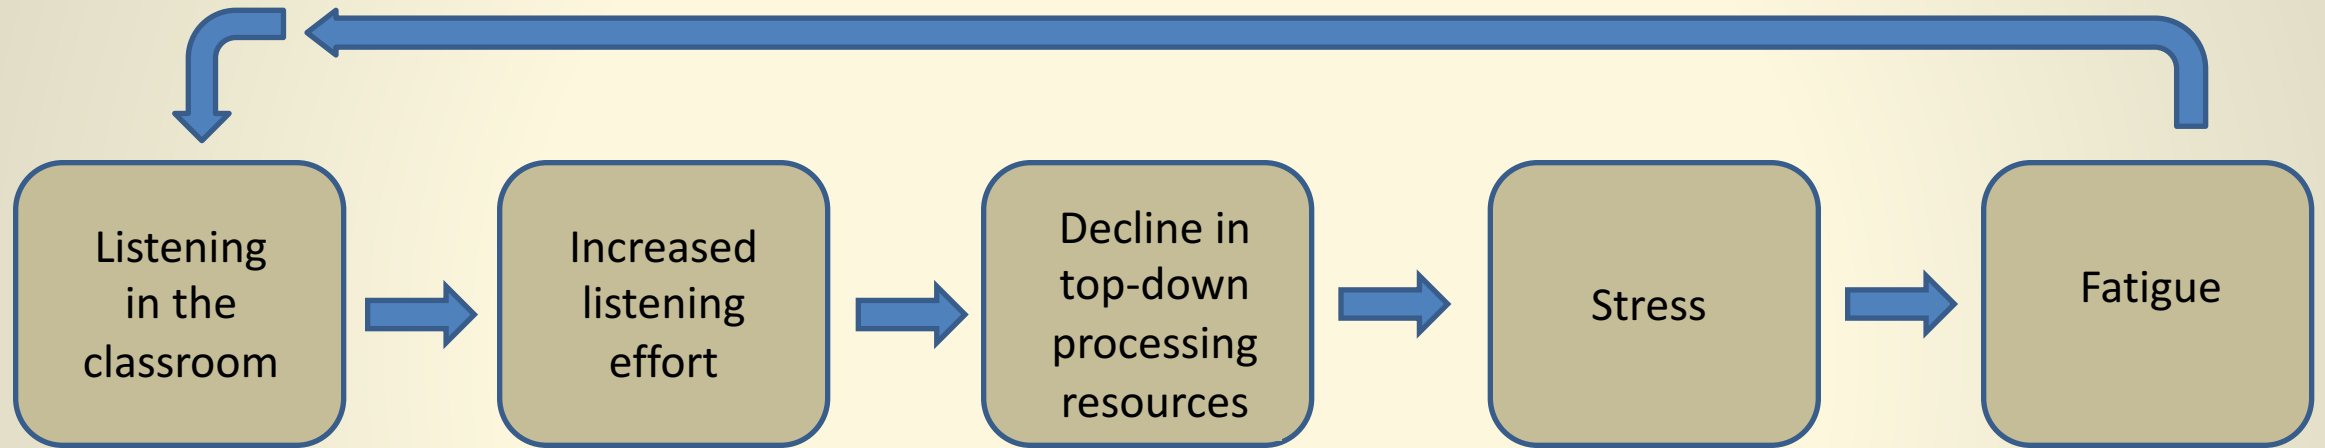 Listening
in the
classroom
Increased
listening
effort
Decline in
top-down
processing
resources
Stress
Fatigue